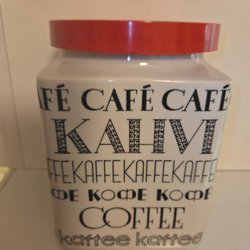 FÉ CAFÉ CAFÉ
KAHVI
FFEKAFFEKAFFEKAFFE
ФЕ КОФЕ КОФЕ
COFFEE
kaffee kaffee